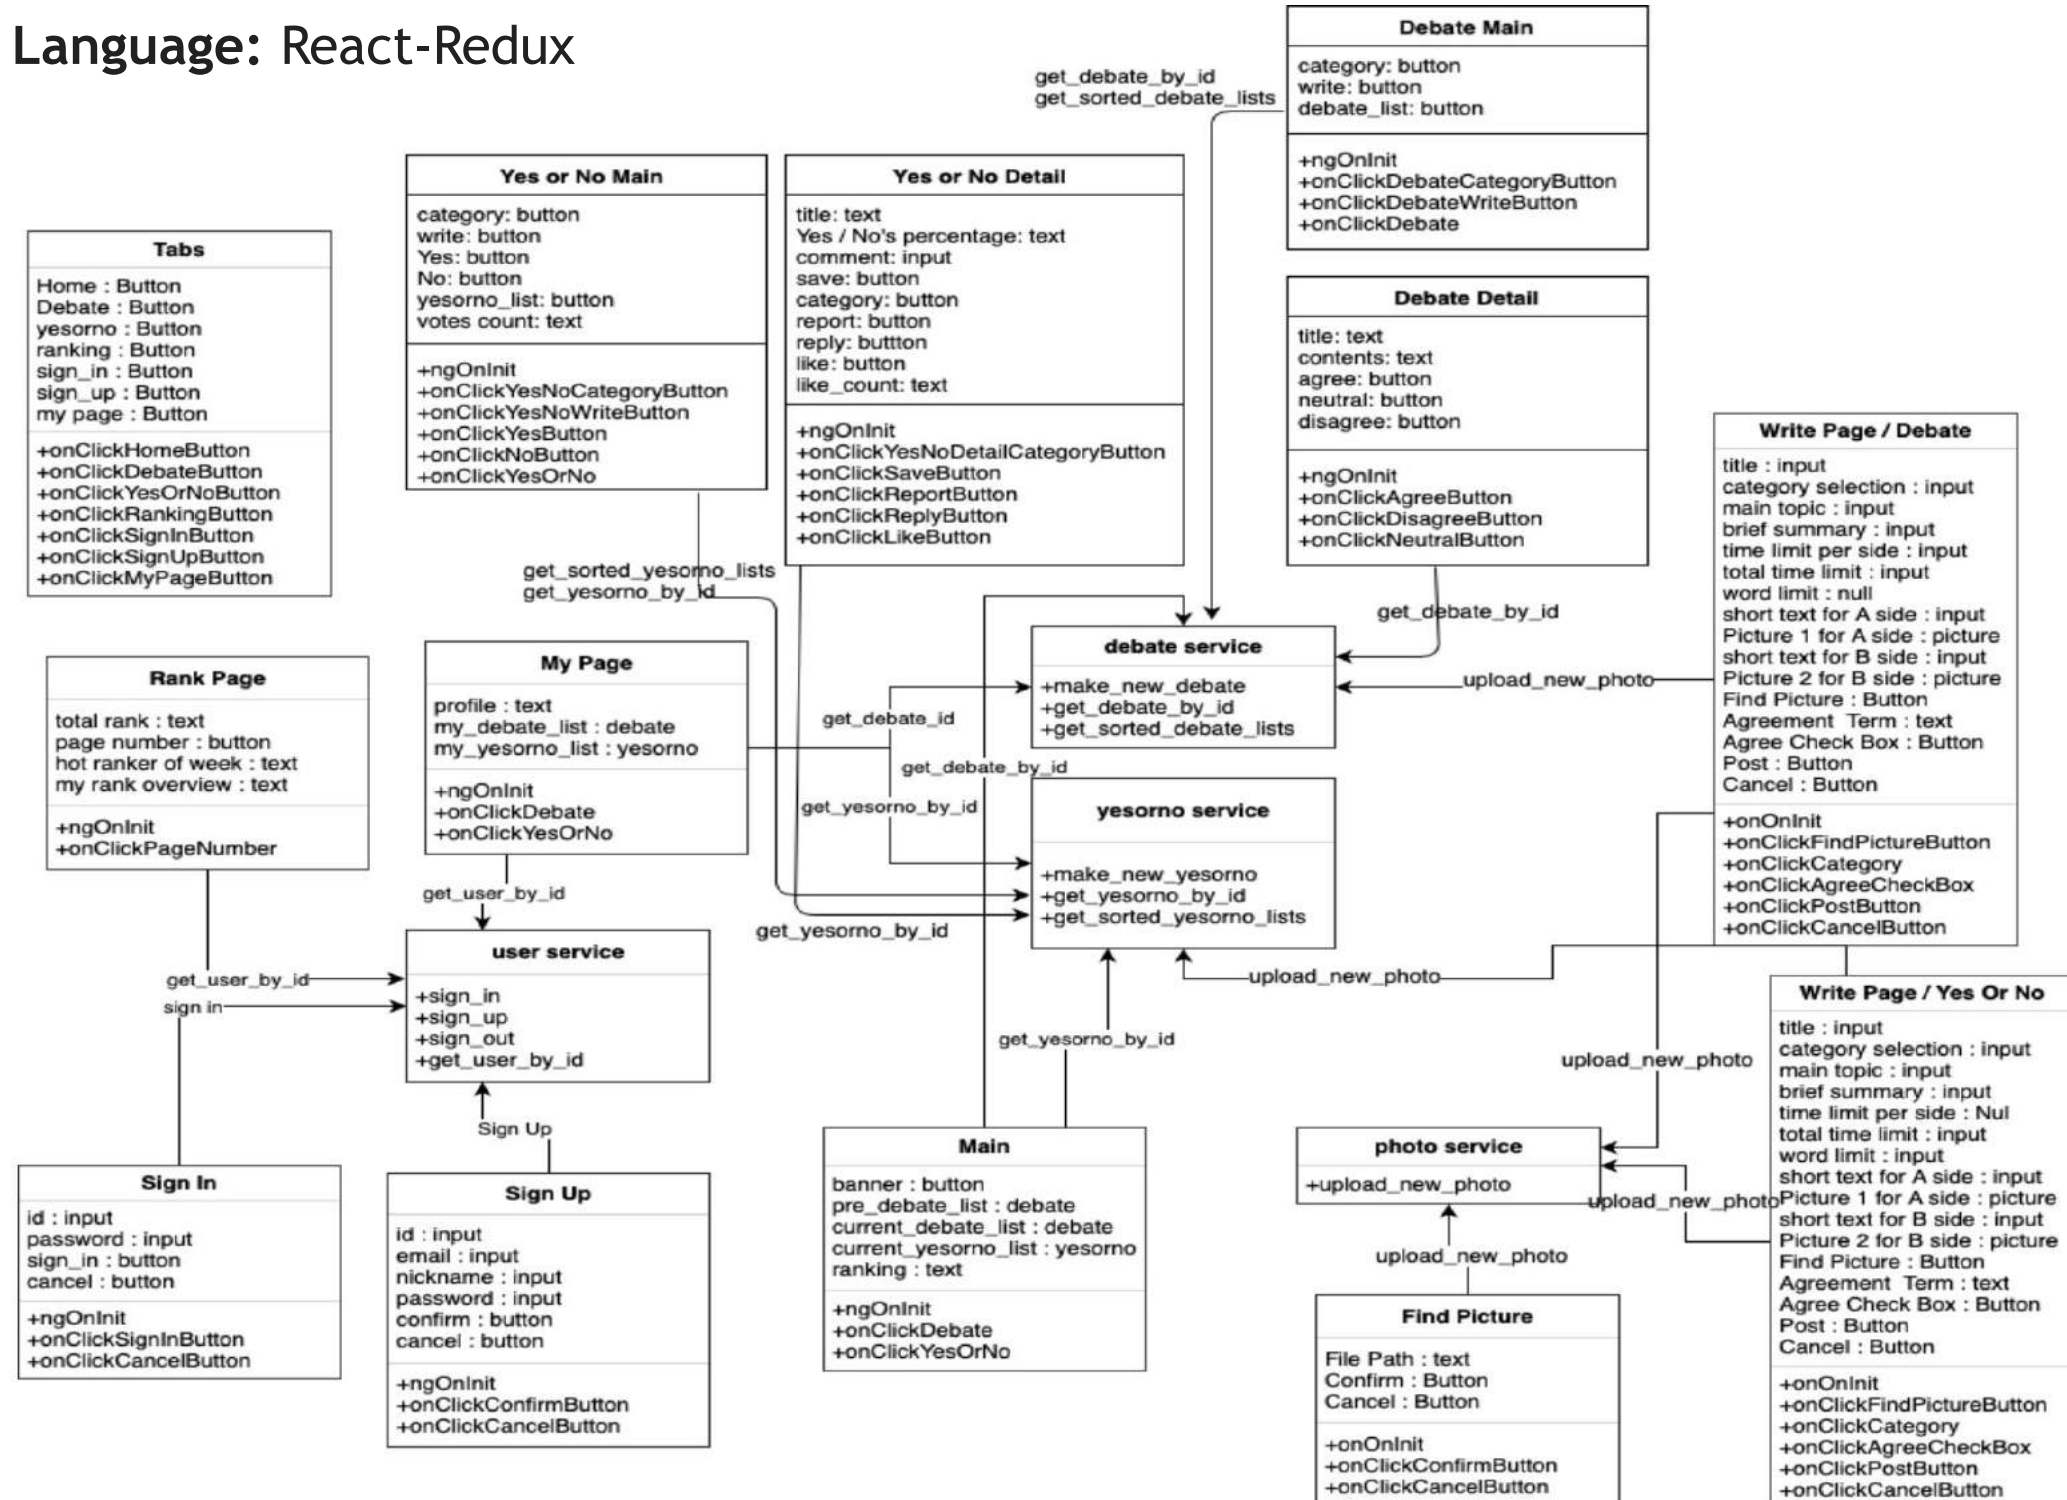 Language: React-Redux
Debate Main
category: button
write: button
debate_list: button
+ngOnInit
+onClickDebateCategoryButton
+onClickDebateWriteButton
+onClickDebate
get_debate_by_id
get_sorted_debate_lists
Yes or No Main
category: button
write: button
Yes: button
No: button
yesorno_list: button
votes count: text
+ngOnInit
+onClickYesNoCategoryButton
+onClickYesNoWriteButton
+onClickYesButton
+onClickNoButton
+onClickYesOrNo
Yes or No Detail
title: text
Yes / No's percentage: text
comment: input
save: button
category: button
report: button
reply: buttton
like: button
like_count: text
+ngOnInit
+onClickYesNoDetailCategoryButton
+onClickSaveButton
+onClickReportButton
+onClickReplyButton
+onClickLikeButton
Tabs
Home : Button
Debate : Button
yesorno : Button
ranking : Button
sign_in : Button
sign_up : Button
my page : Button
+onClickHomeButton
+onClickDebateButton
+onClickYesOrNoButton
+onClickRankingButton
+onClickSignInButton
+onClickSignUpButton
+onClickMyPageButton
Debate Detail
title: text
contents: text
agree: button
neutral: button
disagree: button
+ngOnInit
+onClickAgreeButton
+onClickDisagreeButton
+onClickNeutralButton
Write Page / Debate
title : input
category selection : input
main topic : input
brief summary : input
time limit per side : input
total time limit : input
word limit : null
short text for A side : input
Picture 1 for A side : picture
short text for B side : input
Picture 2 for B side : picture
Find Picture : Button
Agreement Term : text
Agree Check Box : Button
Post : Button
Cancel : Button
+onOnInit
+onClickFindPictureButton
+onClickCategory
+onClickAgreeCheckBox
+onClickPostButton
+onClickCancelButton
get_sorted_yesorno_lists
get_yesorno_by_id
get_debate_by_id
debate service
+make_new_debate
+get_debate_by_id
+get_sorted_debate_lists
upload_new_photo
Rank Page
total rank : text
page number : button
hot ranker of week : text
my rank overview : text
+ngOnInit
+onClickPageNumber
My Page
profile : text
my_debate_list : debate
my_yesorno_list : yesorno
+ngOnInit
+onClickDebate
+onClickYesOrNo
get_debate_id
get_debate_by_id
get_yesorno_by_id
yesorno service
+make_new_yesorno
+get_yesorno_by_id
+get_sorted_yesorno_lists
get_user_by_id
get_yesorno_by_id
user service
+sign_in
+sign_up
+sign_out
+get_user_by_id
get_user_by_id
sign in
upload_new_photo
get_yesorno_by_id
upload_new_photo
Write Page / Yes Or No
title : input
category selection : input
main topic : input
brief summary : input
time limit per side : Nul
total time limit : input
word limit : input
short text for A side : input
Picture 1 for A side : picture
short text for B side : input
Picture 2 for B side : picture
Find Picture : Button
Agreement Term : text
Agree Check Box : Button
Post : Button
Cancel : Button
+onOnInit
+onClickFindPictureButton
+onClickCategory
+onClickAgreeCheckBox
+onClickPostButton
+onClickCancelButton
Sign Up
Sign In
id : input
password : input
sign_in : button
cancel : button
+ngOnInit
+onClickSignInButton
+onClickCancelButton
Sign Up
id : input
email : input
nickname : input
password : input
confirm : button
cancel : button
+ngOnInit
+onClickConfirmButton
+onClickCancelButton
Main
banner : button
pre_debate_list : debate
current_debate_list : debate
current_yesorno_list : yesorno
ranking : text
+ngOnInit
+onClickDebate
+onClickYesOrNo
photo service
+upload_new_photo
upload_new_photo
upload_new_photo
Find Picture
File Path : text
Confirm : Button
Cancel : Button
+onOnInit
+onClickConfirmButton
+onClickCancelButton